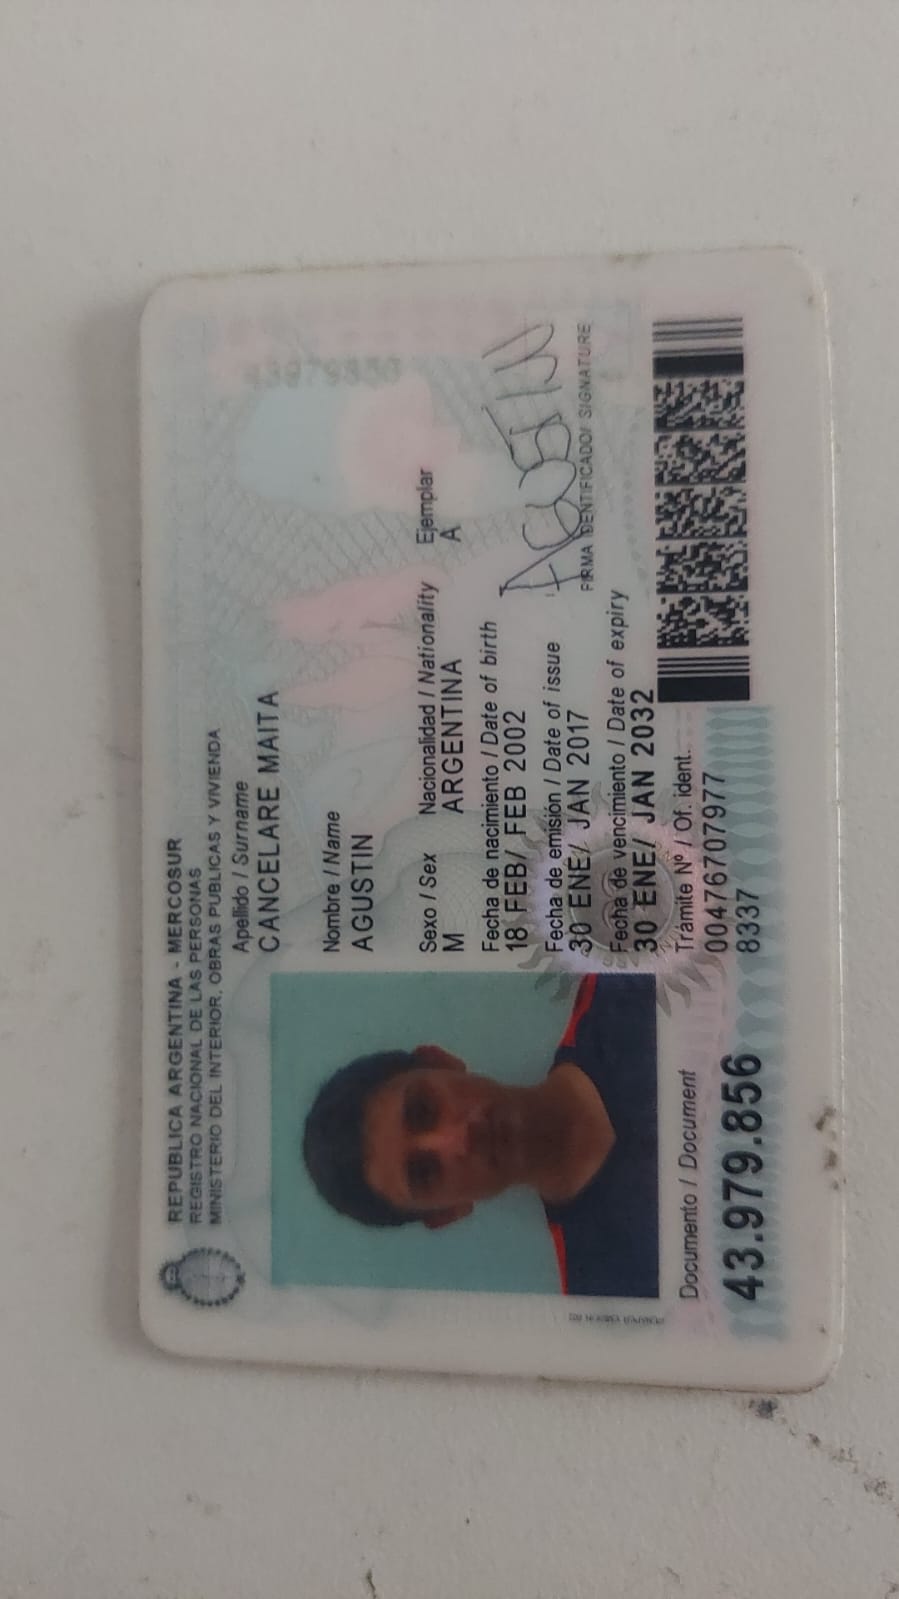 REPUBLICA ARGENTINA - MERCOSUR
REGISTRO NACIONAL DE LAS PERSONAS
MINISTERIO DEL INTERIOR, OBRAS PUBLICAS Y VIVIENDA
Apellido / Surname
CANCELARE MAITA
Nombre / Name
AGUSTIN
Sexo / Sex Nacionalidad / Nationality Ejemplar
M ARGENTINA A
Fecha de nacimiento / Date of birth
18 FEB/ FEB 2002
Fecha de emisión / Date of issue
30 ENE/ JAN 2017
AGUSTIN
FIRMA IDENTIFICADO/ SIGNATURE
Fecha de vencimiento / Date of expiry
30 ENE/ JAN 2032
Documento / Document
43.979.856
Trámite Nº / Of. ident.
00476707977
8337